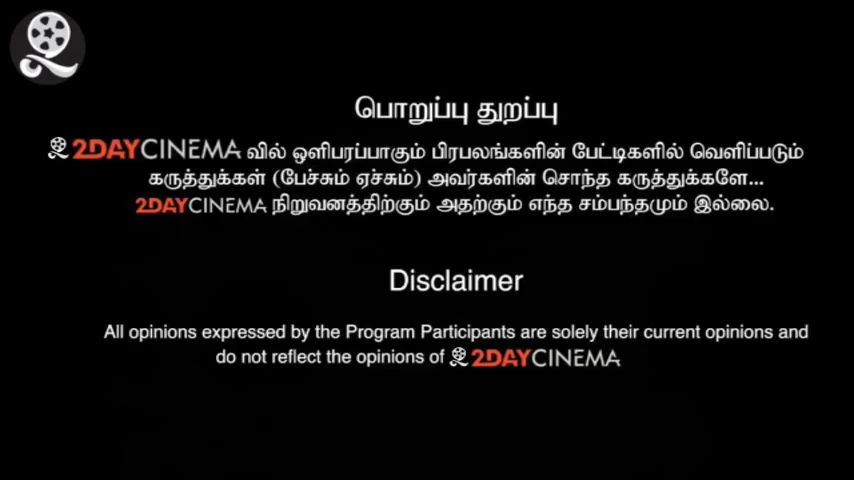 பொறுப்பு துறப்பு
2DAYCINEMA வில் ஒளிபரப்பாகும் பிரபலங்களின் பேட்டிகளில் வெளிப்படும்
கருத்துக்கள் (பேச்சும் ஏச்சும்) அவர்களின் சொந்த கருத்துக்களே...
2DAYCINEMA நிறுவனத்திற்கும் அதற்கும் எந்த சம்பந்தமும் இல்லை.
Disclaimer
All opinions expressed by the Program Participants are solely their current opinions and
do not reflect the opinions of 2DAYCINEMA